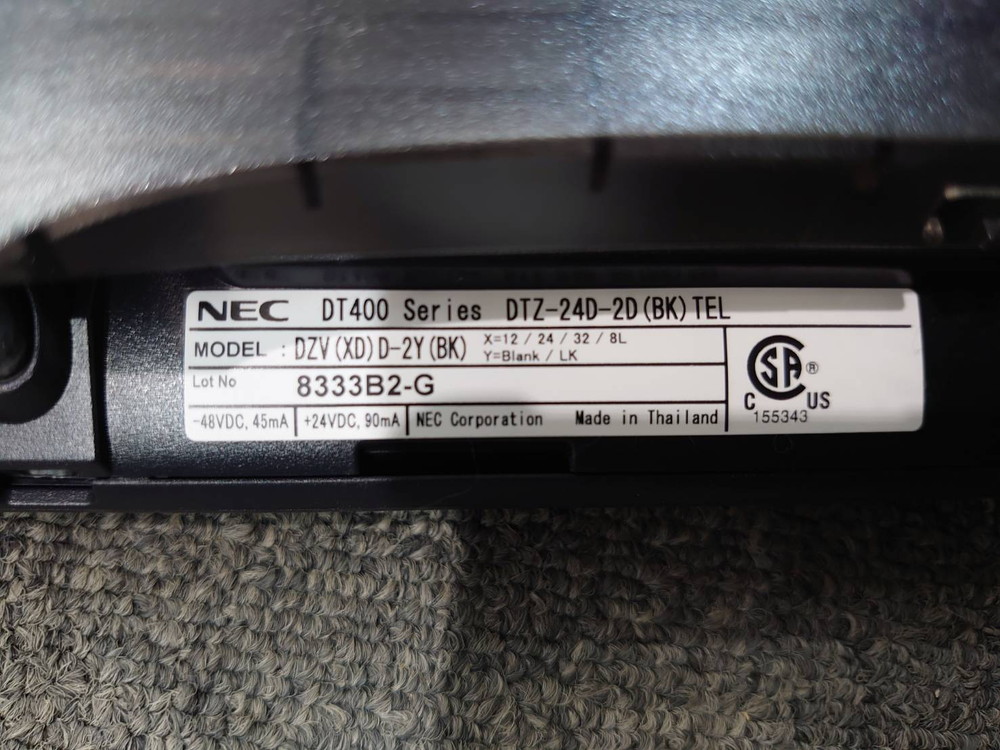 NEC DT400 Series DTZ-24D-2D(BK)TEL
MODEL : DZV(XD)D-2Y(BK) X=12 / 24 / 32 / 8L
Y=Blank / LK
Lot No 8333B2-G
-48VDC, 45mA +24VDC, 90mA NEC Corporation Made in Thailand
CSA ®
C US
155343